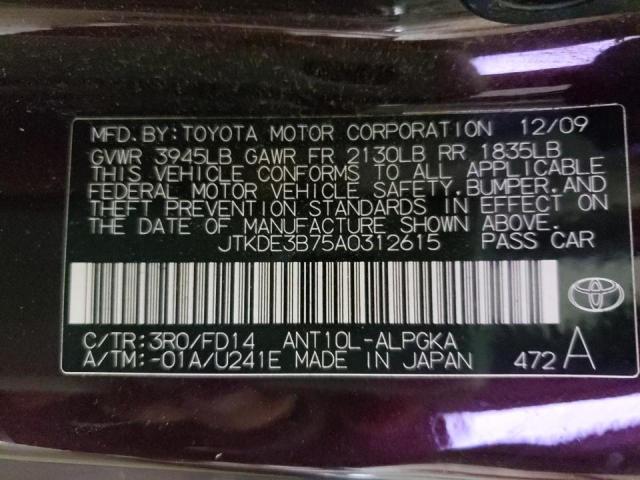 MFD. BY: TOYOTA MOTOR CORPORATION 12/09
GVWR 3945LB GAWR FR 2130LB RR 1835LB
THIS VEHICLE CONFORMS TO ALL APPLICABLE
FEDERAL MOTOR VEHICLE SAFETY, BUMPER, AND
THEFT PREVENTION STANDARDS IN EFFECT ON
THE DATE OF MANUFACTURE SHOWN ABOVE.
JTKDE3B75A0312615 PASS CAR
C/TR: 3R0/FD14 ANT10L-ALPGKA
A/TM: -01A/U241E MADE IN JAPAN 472 A